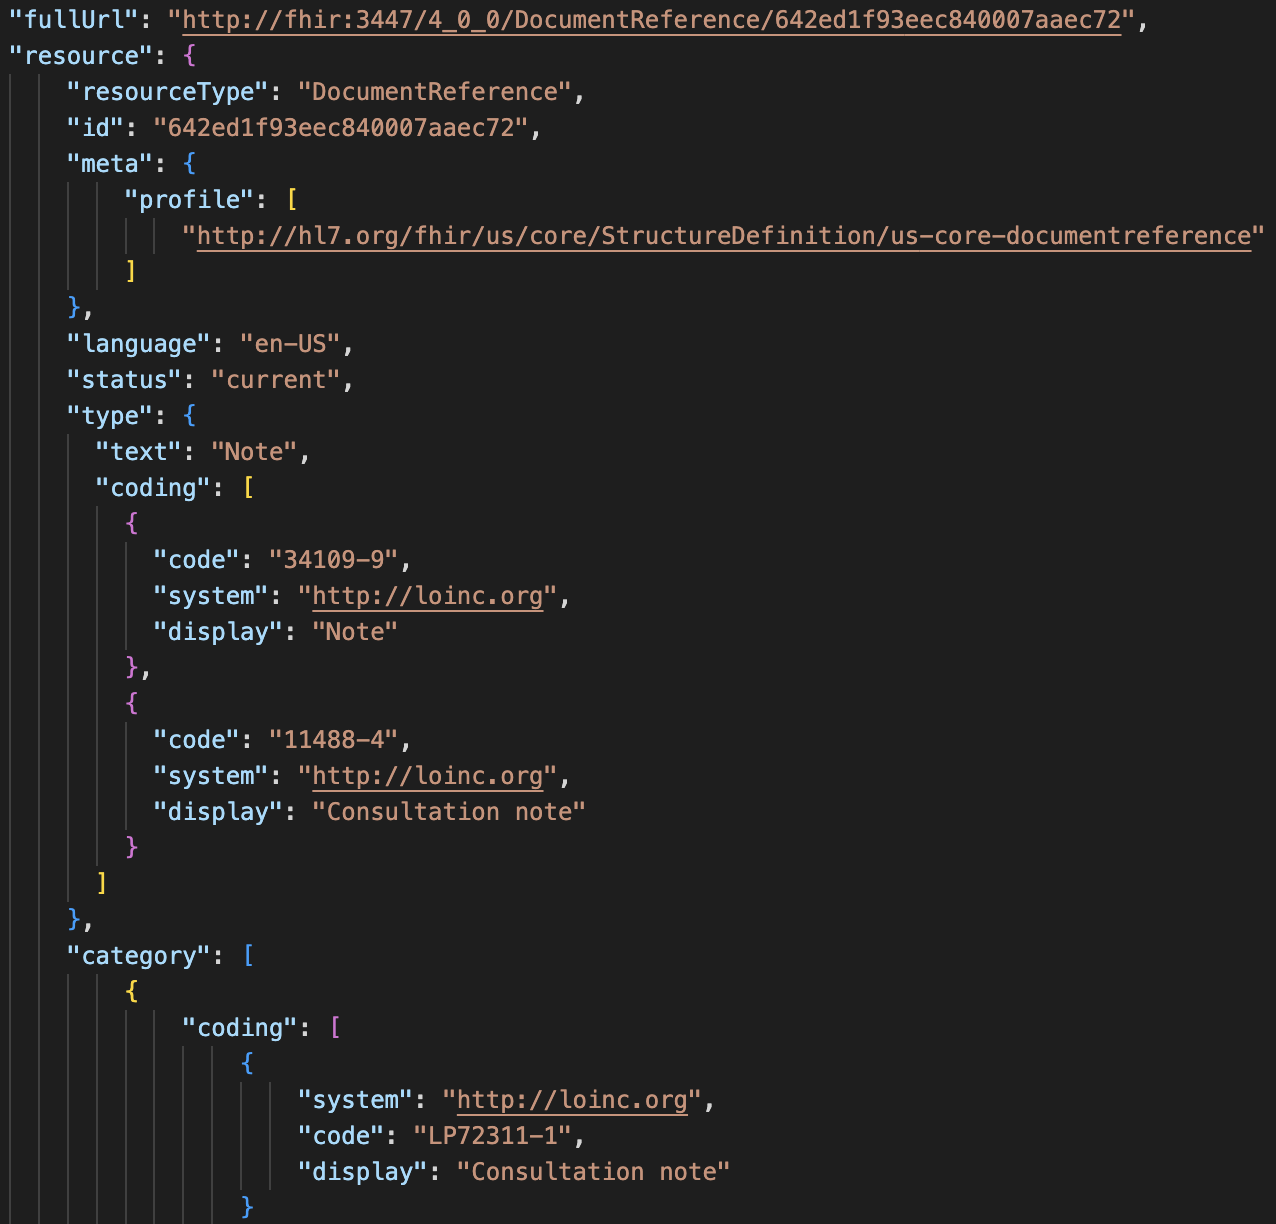 "fullUrl": "http://fhir:3447/4_0_0/DocumentReference/642ed1f93eec840007aaec72",
"resource": {
"resourceType": "DocumentReference",
"id": "642ed1f93eec840007aaec72",
"meta": {
"profile": [
"http://hl7.org/fhir/us/core/StructureDefinition/us-core-documentreference"
]
},
"language": "en-US",
"status": "current",
"type": {
"text": "Note",
"coding": [
{
"code": "34109-9",
"system": "http://loinc.org",
"display": "Note"
},
{
"code": "11488-4",
"system": "http://loinc.org",
"display": "Consultation note"
}
]
},
"category": [
{
"coding": [
{
"system": "http://loinc.org",
"code": "LP72311-1",
"display": "Consultation note"
}